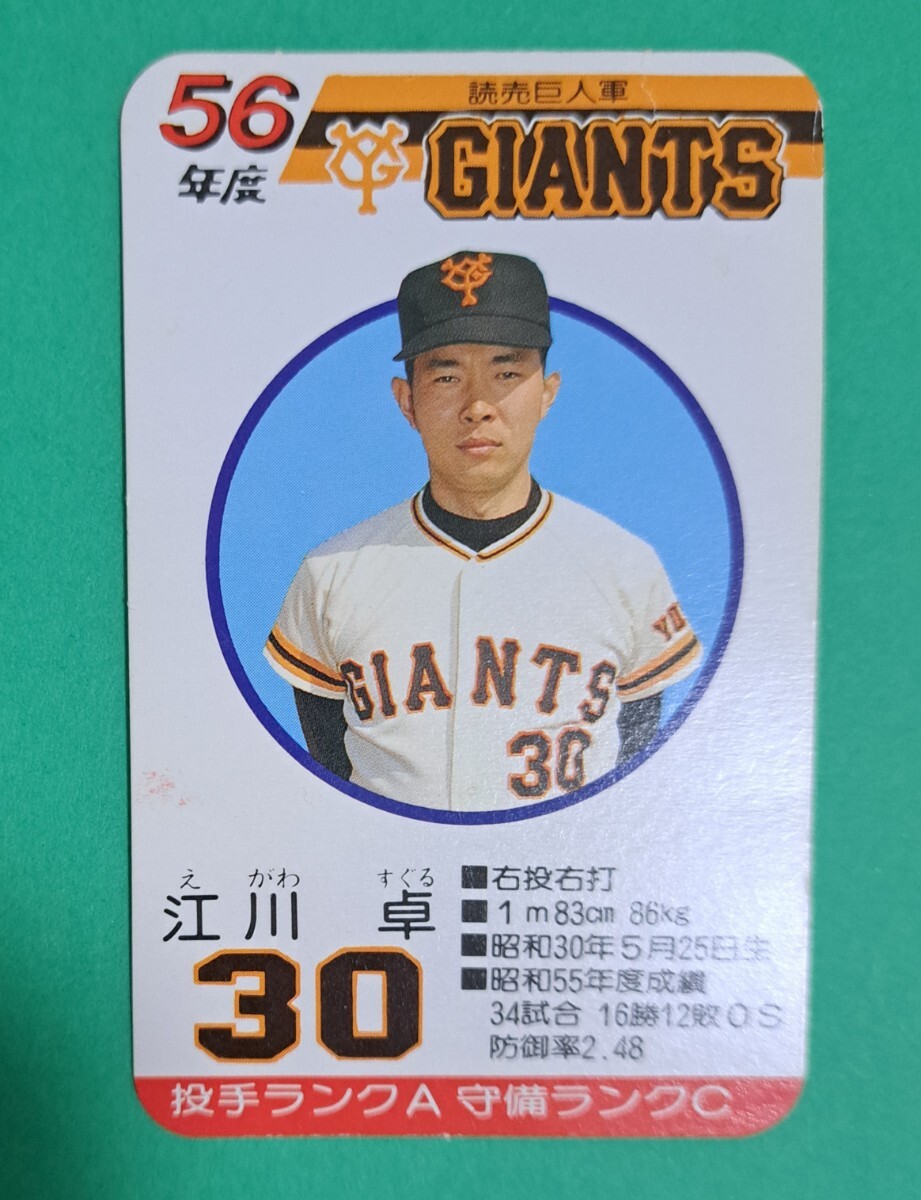 56
年度
読売巨人軍
YG GIANTS
YG
YO
GIANTS
30
え がわ すぐる
江川 卓
30
■右投右打
■1m83cm 86kg
■昭和30年5月25日生
■昭和55年度成績
34試合 16勝12敗0S
防御率2.48
投手ランクA 守備ランクC